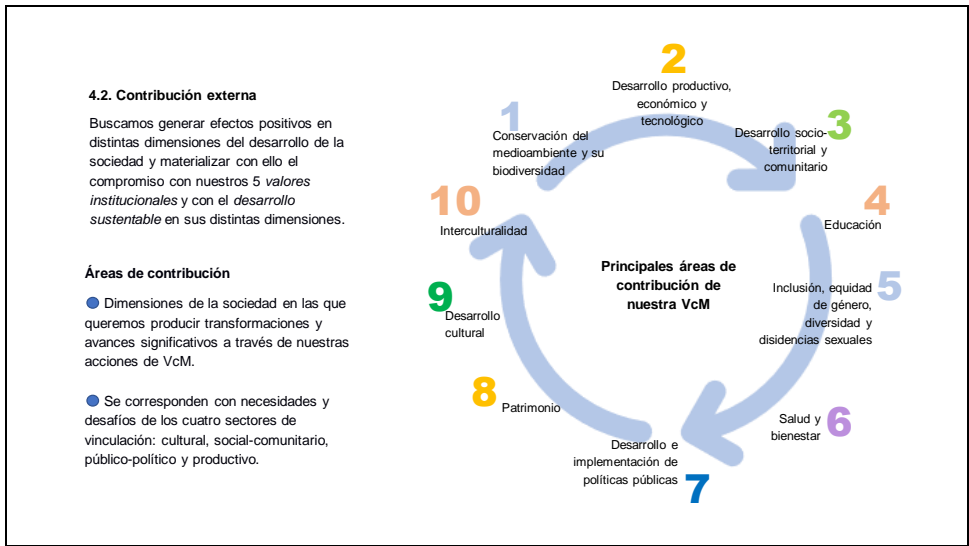 4.2. Contribución externa
Buscamos generar efectos positivos en
distintas dimensiones del desarrollo de la
sociedad y materializar con ello el
compromiso con nuestros 5 valores
institucionales y con el desarrollo
sustentable en sus distintas dimensiones.
Áreas de contribución
Dimensiones de la sociedad en las que
queremos producir transformaciones y
avances significativos a través de nuestras
acciones de VcM.
Se corresponden con necesidades y
desafíos de los cuatro sectores de
vinculación: cultural, social-comunitario,
público-político y productivo.
Principales áreas de
contribución de
nuestra VcM
1
Conservación del
medioambiente y su
biodiversidad
2
Desarrollo productivo,
económico y
tecnológico
3
Desarrollo socio-
territorial y
comunitario
4
Educación
5
Inclusión, equidad
de género,
diversidad y
disidencias sexuales
6
Salud y
bienestar
7
Desarrollo e
implementación de
políticas públicas
8
Patrimonio
9
Desarrollo
cultural
10
Interculturalidad